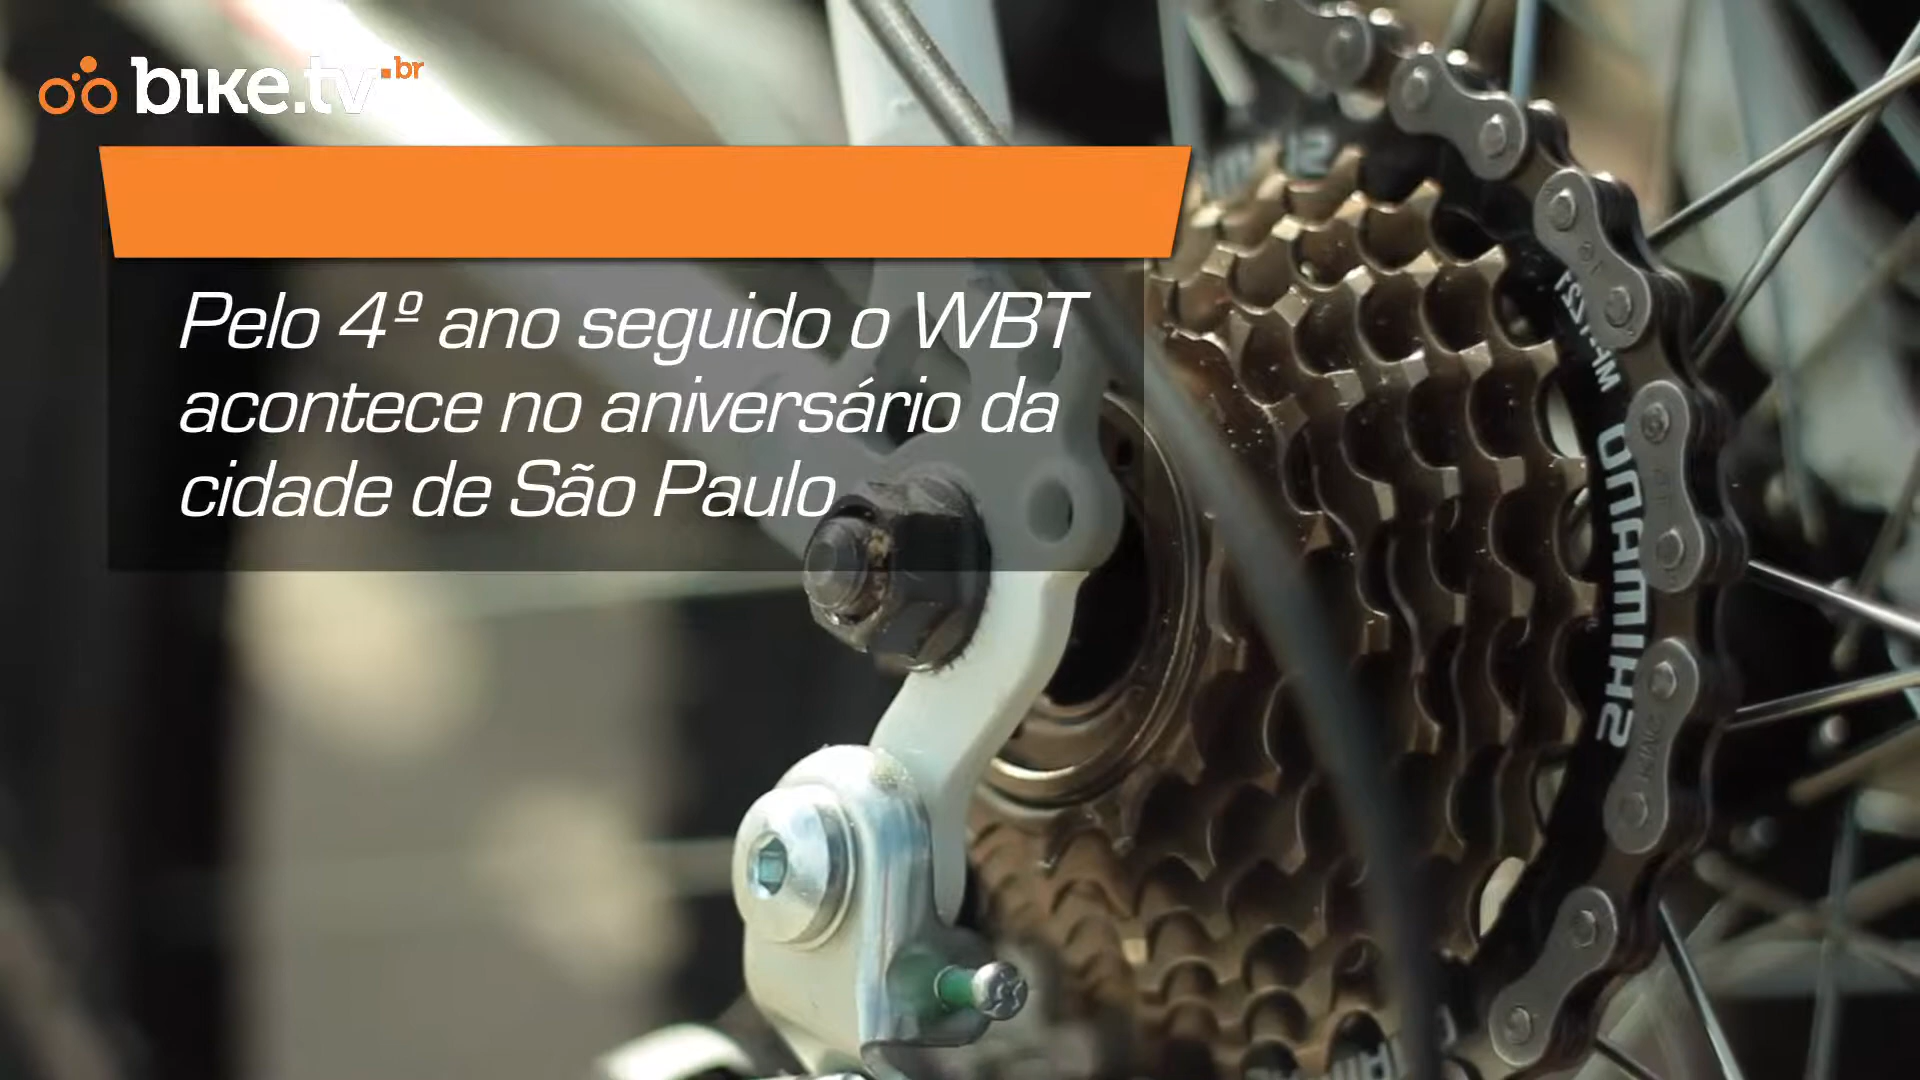 bike.tv.br
Pelo 4º ano seguido o WBT
acontece no aniversário da
cidade de São Paulo
SHIMANO